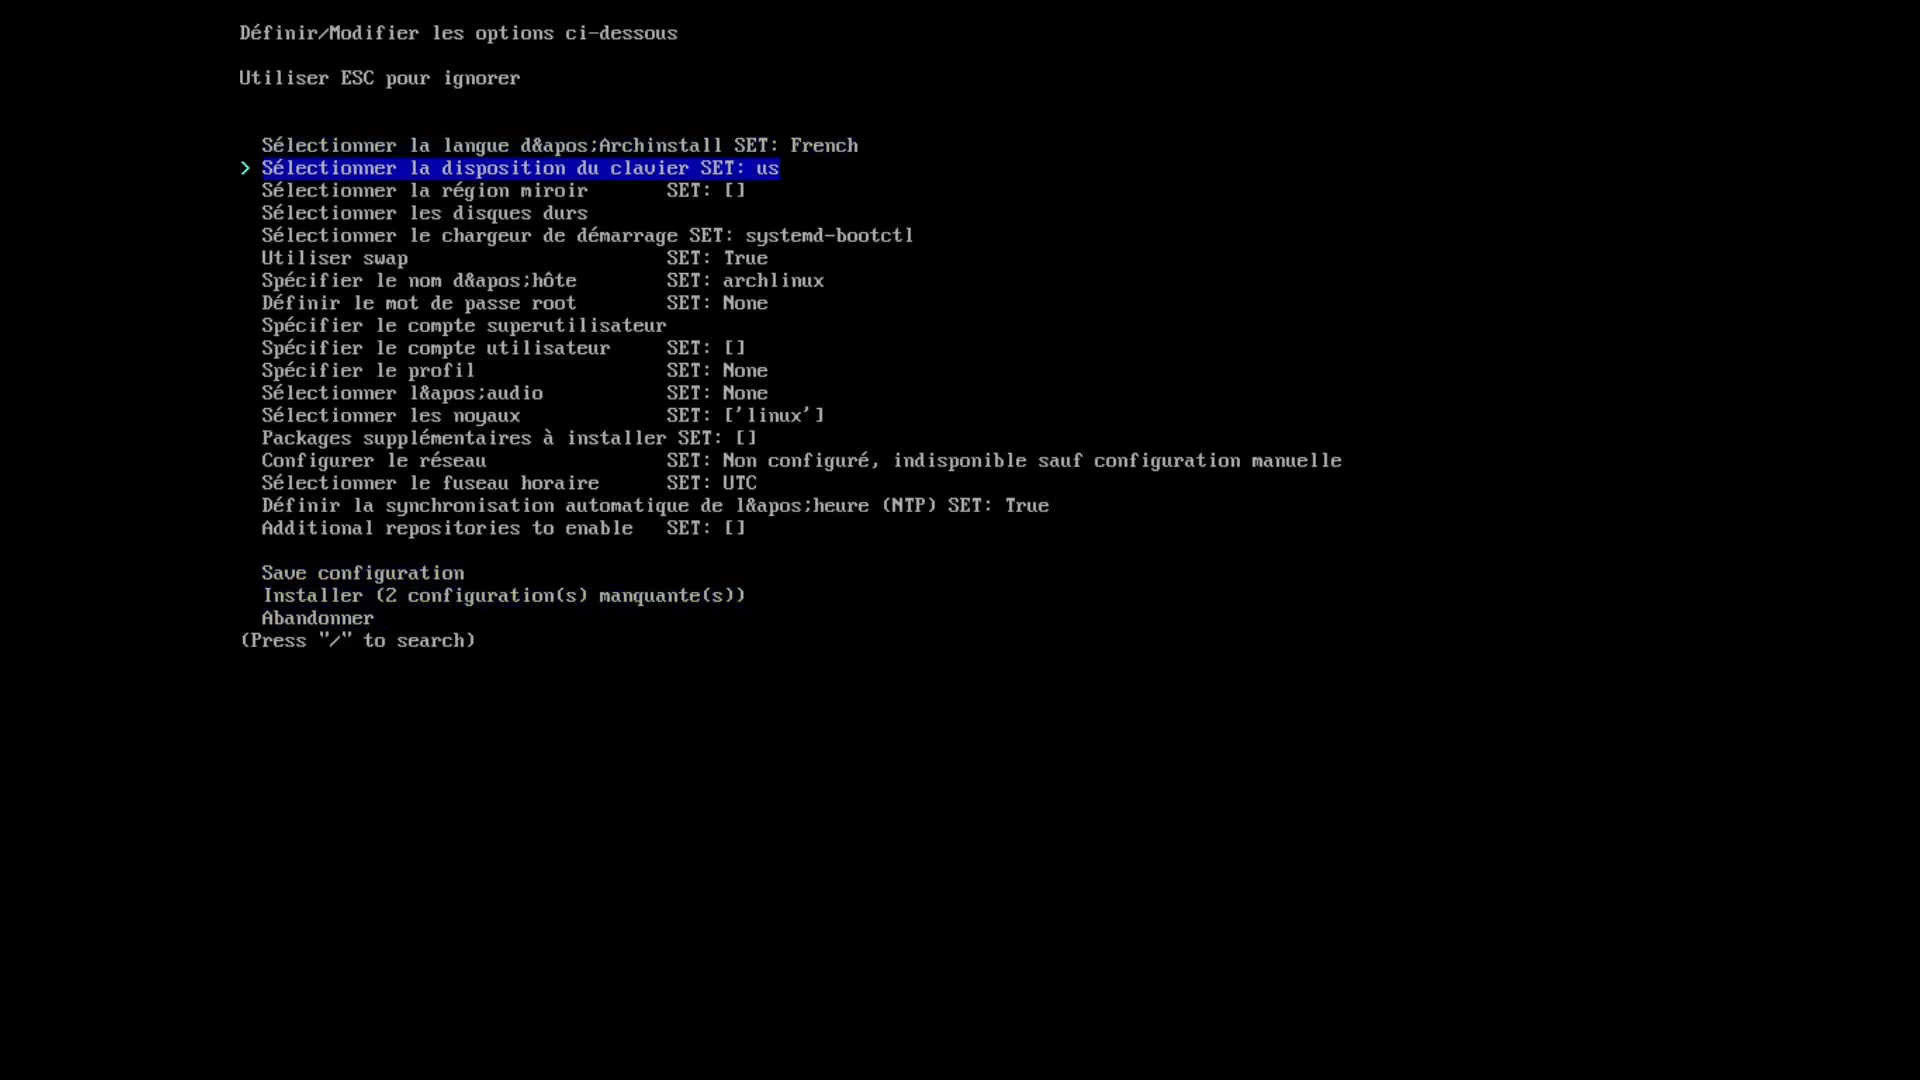 Définir/Modifier les options ci-dessous
Utiliser ESC pour ignorer
Sélectionner la langue d&apos;Archinstall SET: French
> Sélectionner la disposition du clavier SET: us
Sélectionner la région miroir SET: []
Sélectionner les disques durs
Sélectionner le chargeur de démarrage SET: systemd-bootctl
Utiliser swap SET: True
Spécifier le nom d&apos;hôte SET: archlinux
Définir le mot de passe root SET: None
Spécifier le compte superutilisateur
Spécifier le compte utilisateur SET: []
Spécifier le profil SET: None
Sélectionner l&apos;audio SET: None
Sélectionner les noyaux SET: ['linux']
Packages supplémentaires à installer SET: []
Configurer le réseau SET: Non configuré, indisponible sauf configuration manuelle
Sélectionner le fuseau horaire SET: UTC
Définir la synchronisation automatique de l&apos;heure (NTP) SET: True
Additional repositories to enable SET: []
Save configuration
Installer (2 configuration(s) manquante(s))
Abandonner
(Press "/" to search)